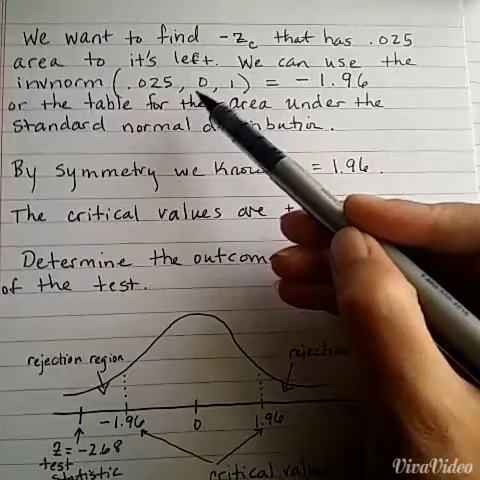 We want to find -Zc that has .025
area to it's left. We can use the
invnorm (.025, 0, 1) = -1.96
or the table for the area under the
standard normal distribution.
By symmetry we know = 1.96.
The critical values are
Determine the outcom
of the test.
rejection region
rejection
-1.96
0
1.96
Z = -2.68
test
statistic
critical val
VivaVideo